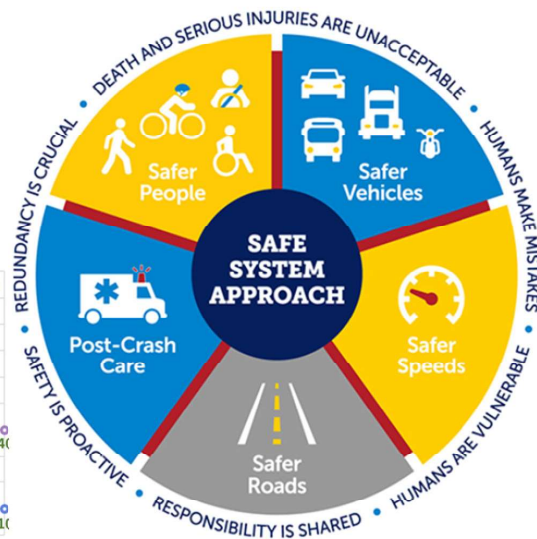 DEATH AND SERIOUS INJURIES ARE UNACCEPTABLE
HUMANS MAKE MISTAKES
HUMANS ARE VULNERABLE
RESPONSIBILITY IS SHARED
SAFETY IS PROACTIVE
REDUNDANCY IS CRUCIAL
Safer
People
Safer
Vehicles
SAFE
SYSTEM
APPROACH
Post-Crash
Care
Safer
Speeds
Safer
Roads